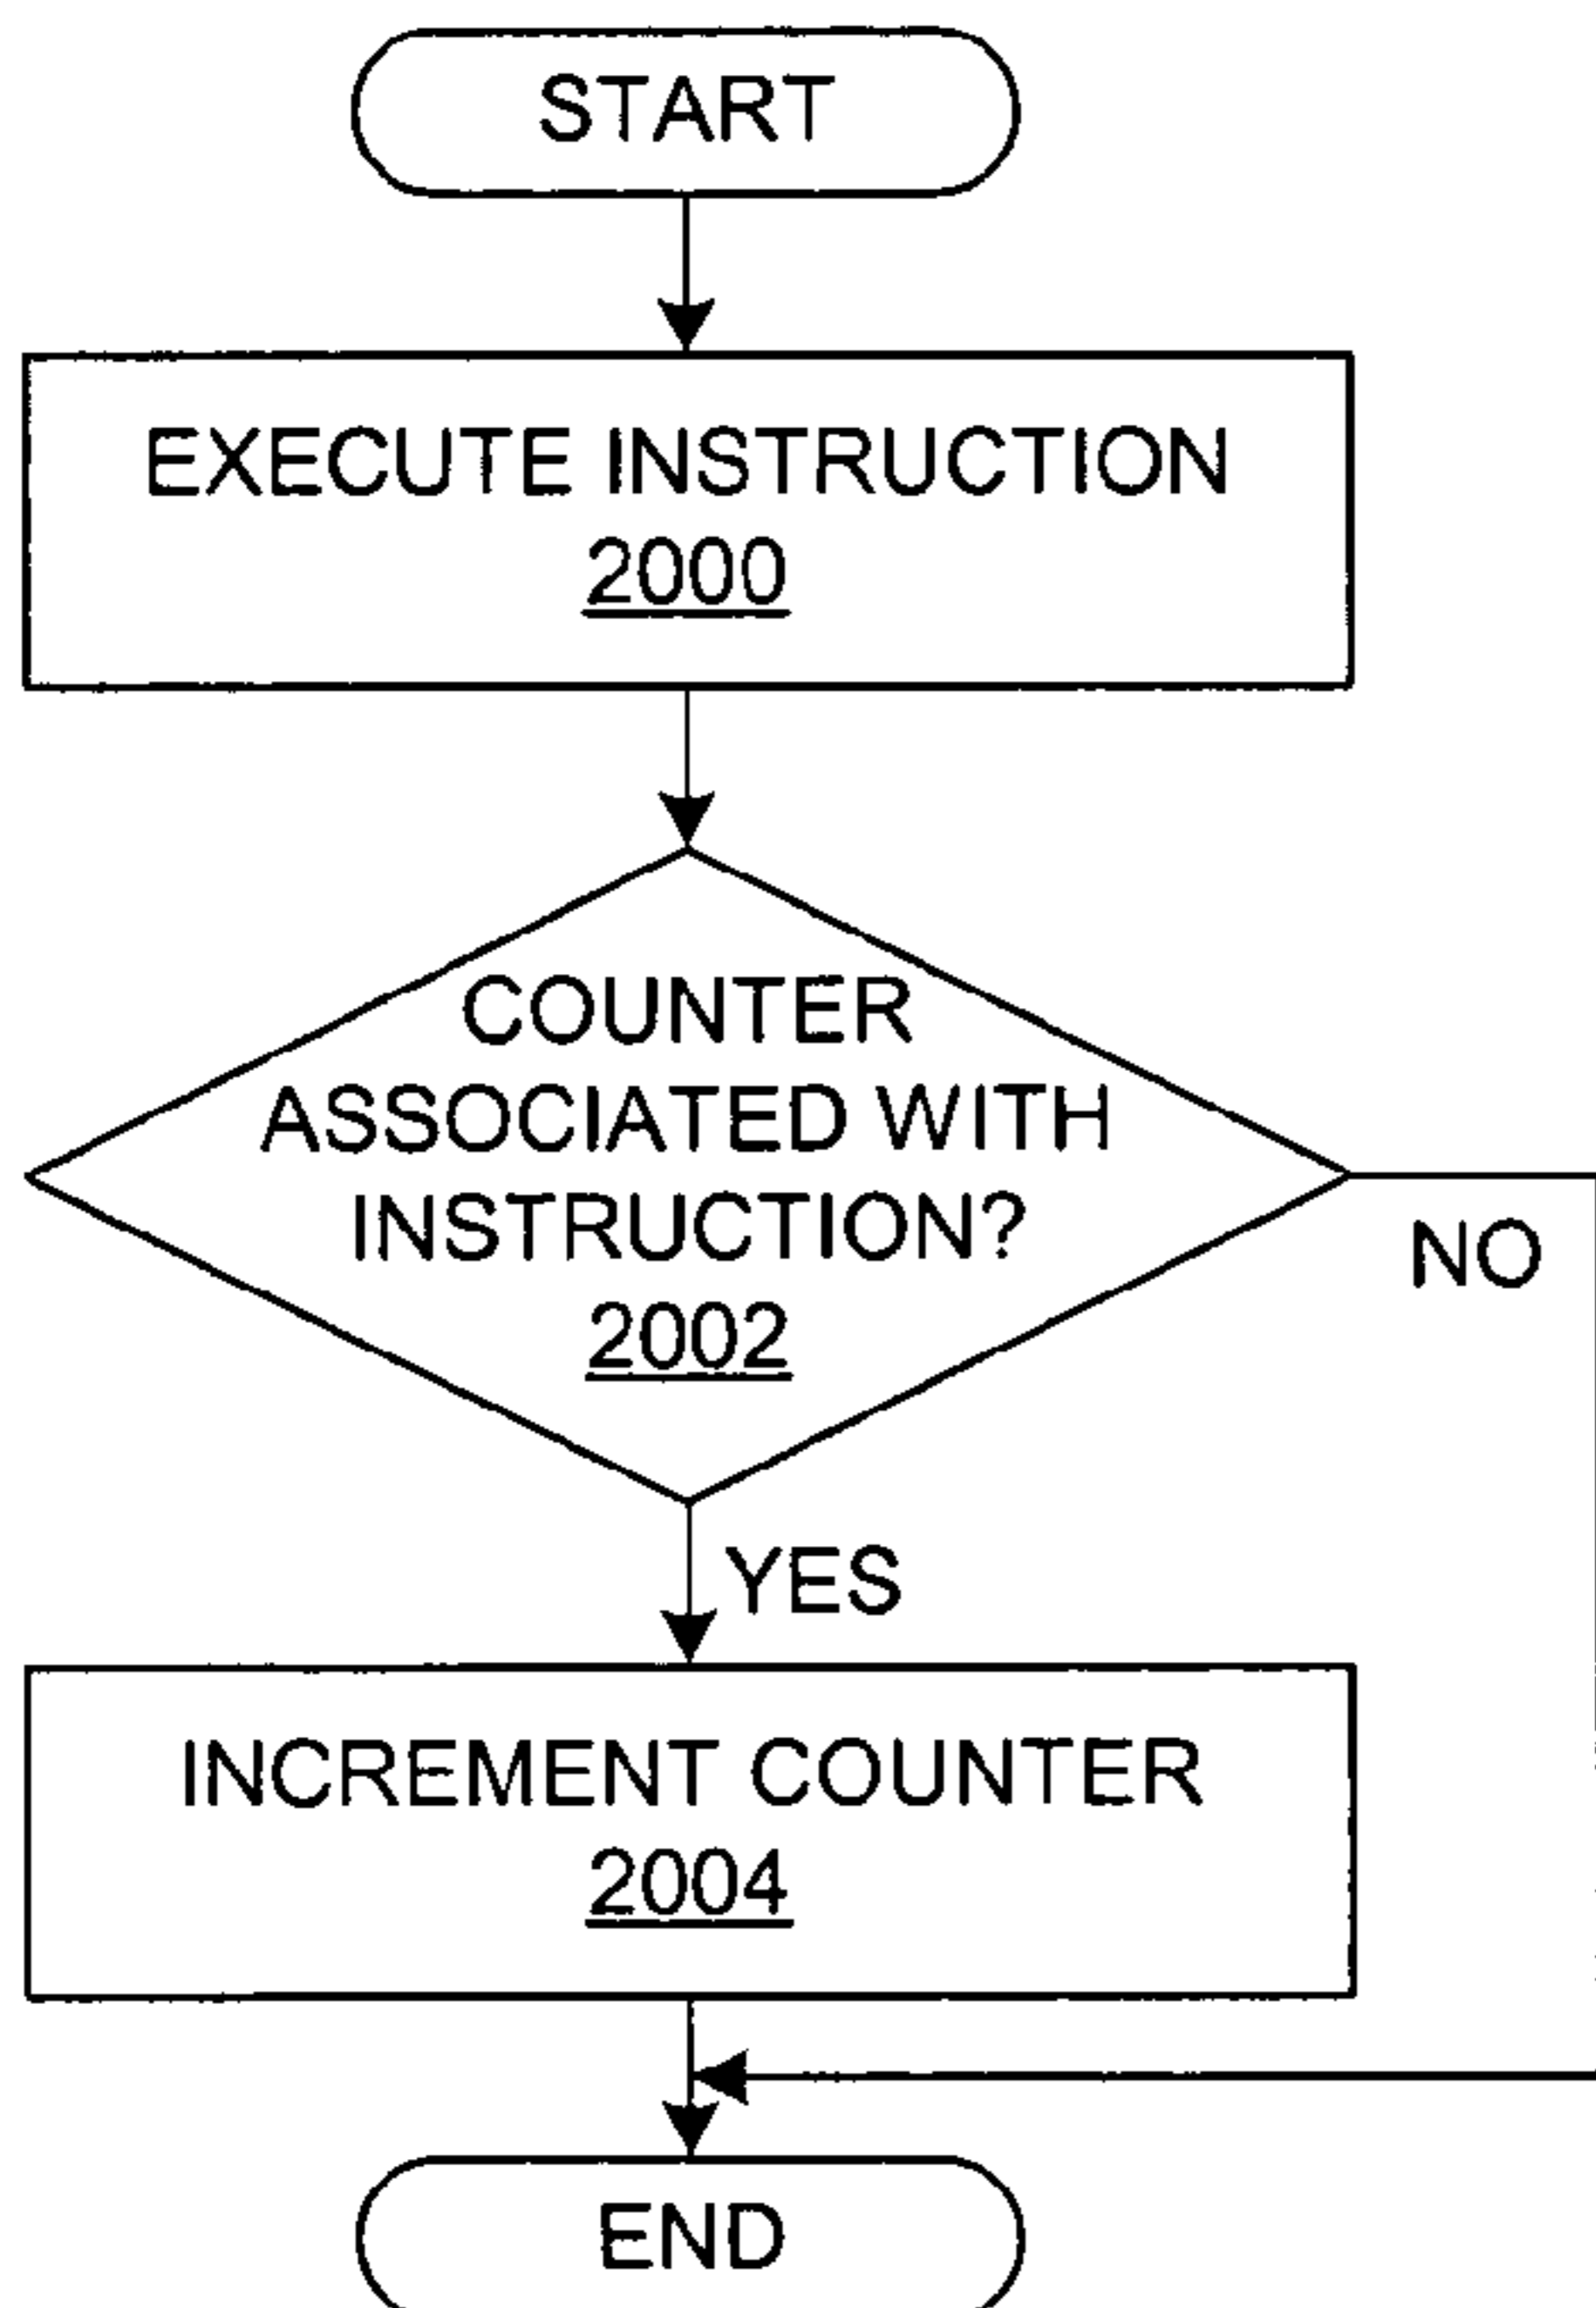 START
EXECUTE INSTRUCTION
2000
COUNTER
ASSOCIATED WITH
INSTRUCTION?
2002
NO
YES
INCREMENT COUNTER
2004
END